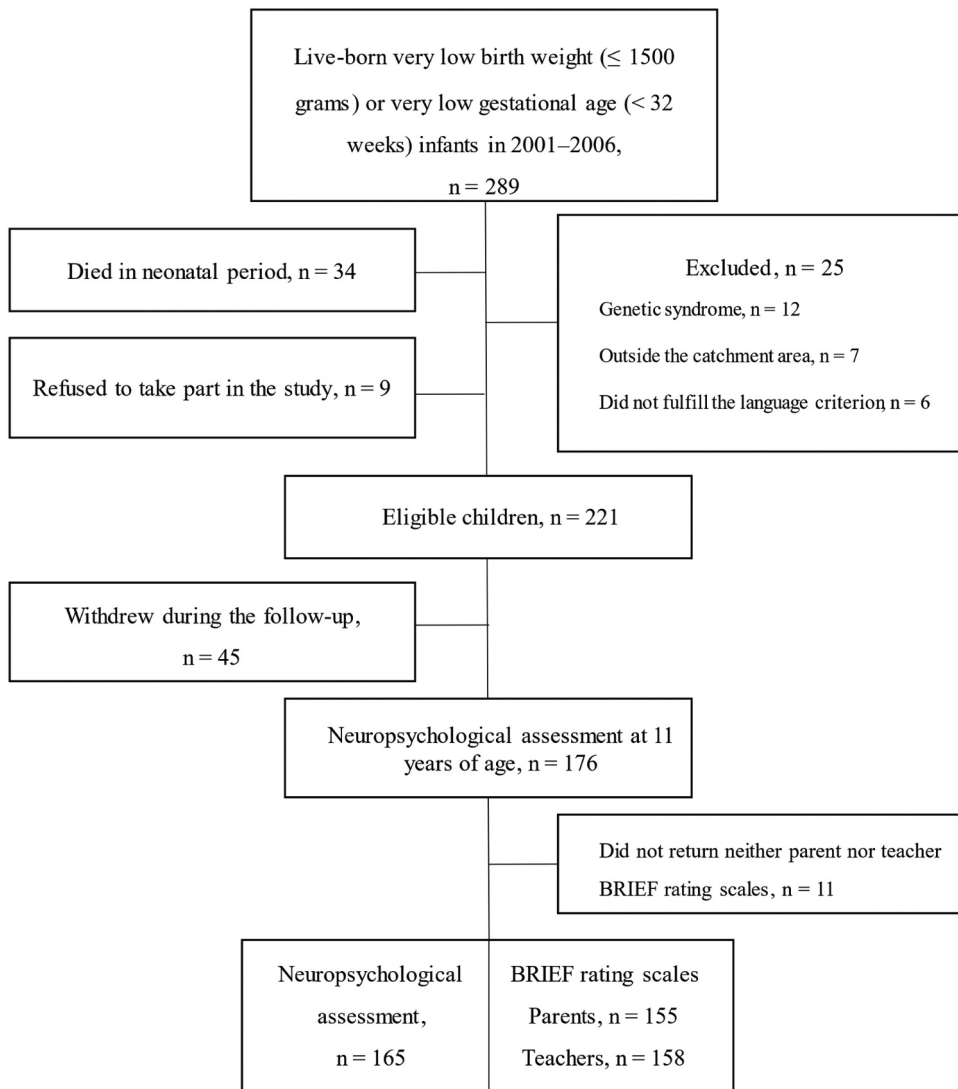 Live-born very low birth weight (≤ 1500
grams) or very low gestational age (< 32
weeks) infants in 2001–2006,
n = 289
Died in neonatal period, n = 34
Excluded, n = 25
Genetic syndrome, n = 12
Outside the catchment area, n = 7
Did not fulfill the language criterion, n = 6
Refused to take part in the study, n = 9
Eligible children, n = 221
Withdrew during the follow-up,
n = 45
Neuropsychological assessment at 11
years of age, n = 176
Did not return neither parent nor teacher
BRIEF rating scales, n = 11
Neuropsychological
assessment,
n = 165
BRIEF rating scales
Parents, n = 155
Teachers, n = 158